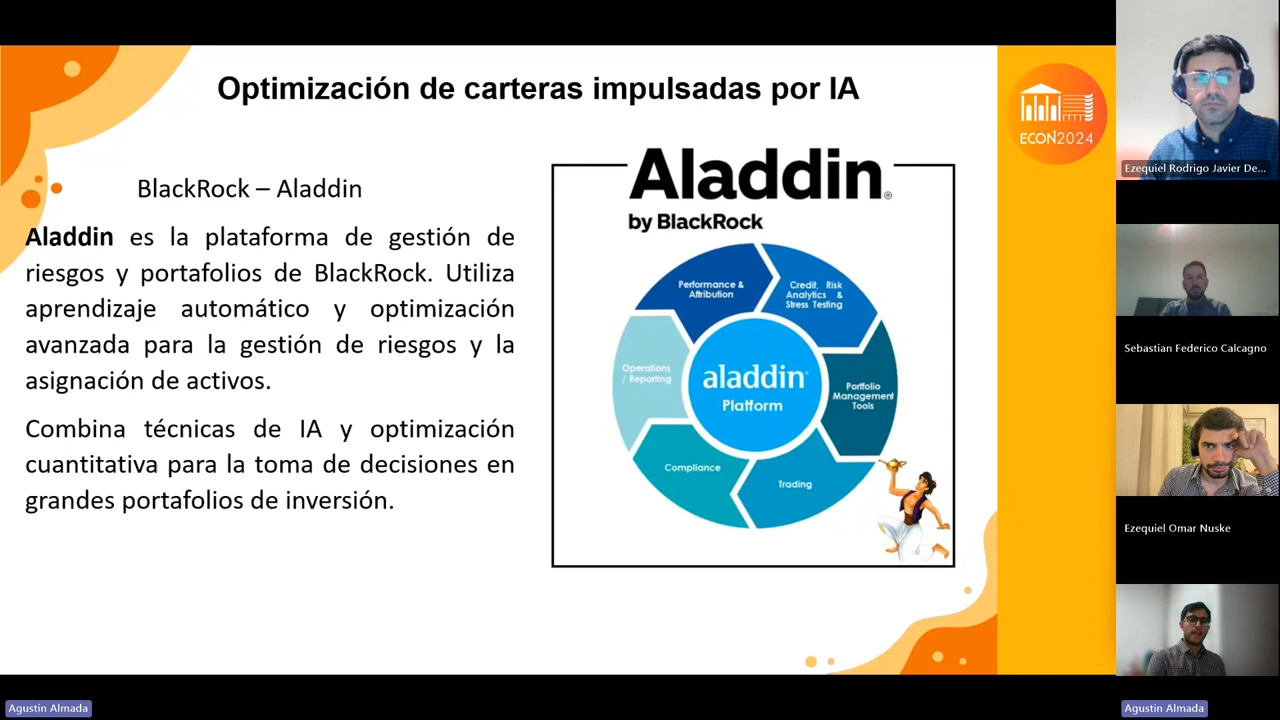 Optimización de carteras impulsadas por IA
ECON2024
BlackRock – Aladdin
Aladdin es la plataforma de gestión de
riesgos y portafolios de BlackRock. Utiliza
aprendizaje automático y optimización
avanzada para la gestión de riesgos y la
asignación de activos.
Combina técnicas de IA y optimización
cuantitativa para la toma de decisiones en
grandes portafolios de inversión.
Aladdin®
by BlackRock
Performance &
Attribution
Credit, Risk
Analytics &
Stress Testing
Operations
/ Reporting
aladdin
Platform
Portfolio
Management
Tools
Compliance
Trading
Ezequiel Rodrigo Javier De...
Sebastian Federico Calcagno
Ezequiel Omar Nuske
Agustin Almada
Agustin Almada